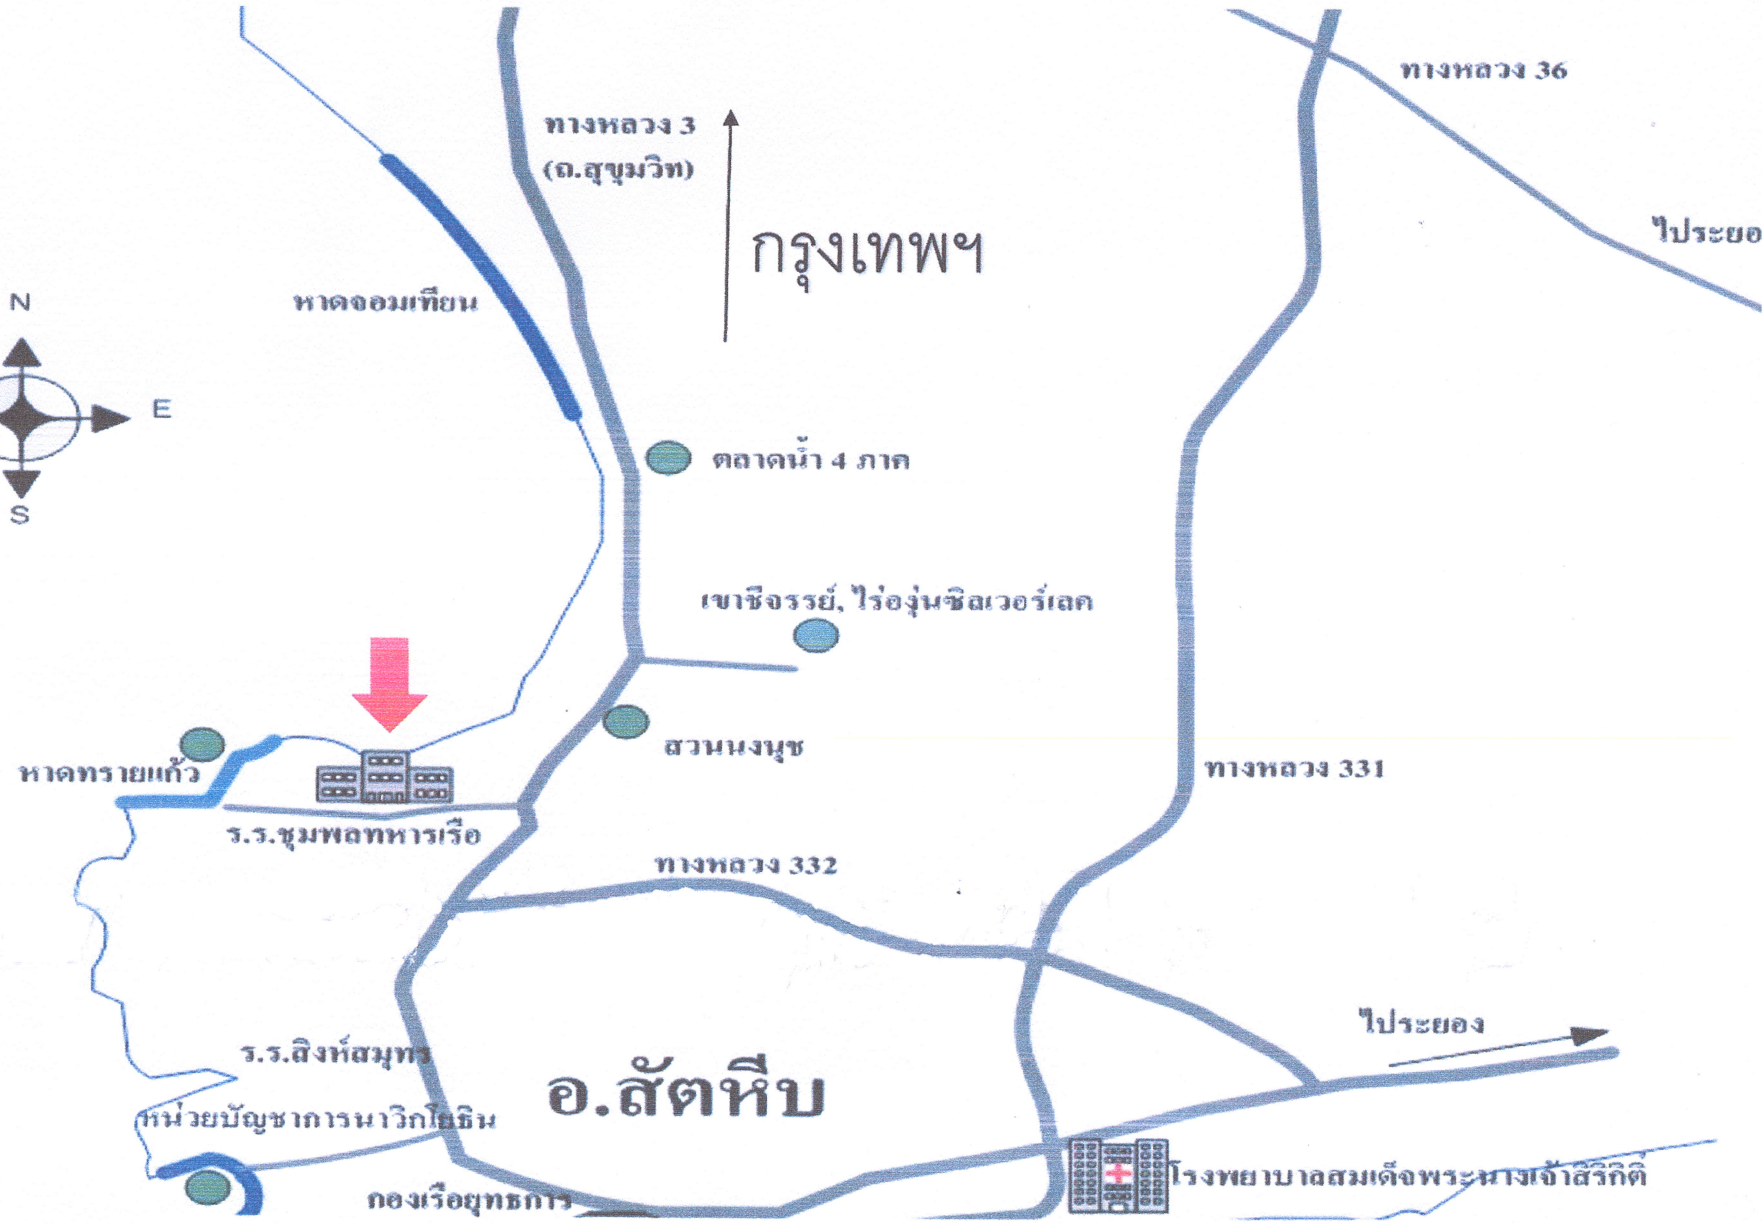 ทางหลวง 36
ทางหลวง 3
(ถ.สุขุมวิท)
ไประยอ
กรุงเทพฯ
N
หาดจอมเทียน
E
ตลาดน้ำ 4 ภาค
S
เขาชีจรรย์, ไร่องุ่นซิลเวอร์เลค
สวนนงนุช
หาดทรายแก้ว
ทางหลวง 331
ร.ร.ชุมพลทหารเรือ
ทางหลวง 332
ไประยอง
ร.ร.สิงห์สมุทร
อ.สัตหีบ
หน่วยบัญชาการนาวิกโยธิน
โรงพยาบาลสมเด็จพระนางเจ้าสิริกิติ์
กองเรือยุทธการ